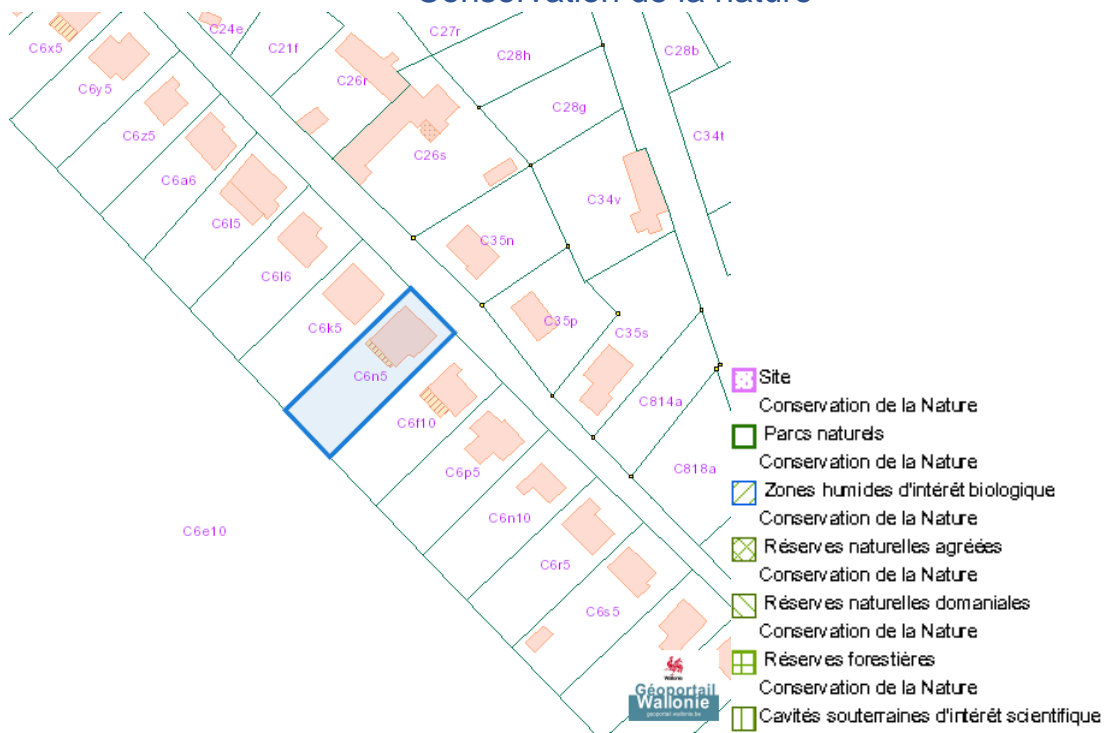 Conservation de la nature
C6x5
C24e
C27r
C21f
C28h
C28b
C26r
C6y5
C28g
C6z5
C34t
C26s
C6a6
C34v
C6l5
C35n
C6l6
C35p
C6k5
C35s
C6n5
C814a
C6f10
C818a
C6p5
C6n10
C6e10
C6r5
C6s5
Site
Conservation de la Nature
Parcs naturels
Conservation de la Nature
Zones humides d'intérêt biologique
Conservation de la Nature
Réserves naturelles agréées
Conservation de la Nature
Réserves naturelles domaniales
Conservation de la Nature
Réserves forestières
Conservation de la Nature
Cavités souterraines d'intérêt scientifique
Wallonie
Géoportail
Wallonie
geoportail.wallonie.be